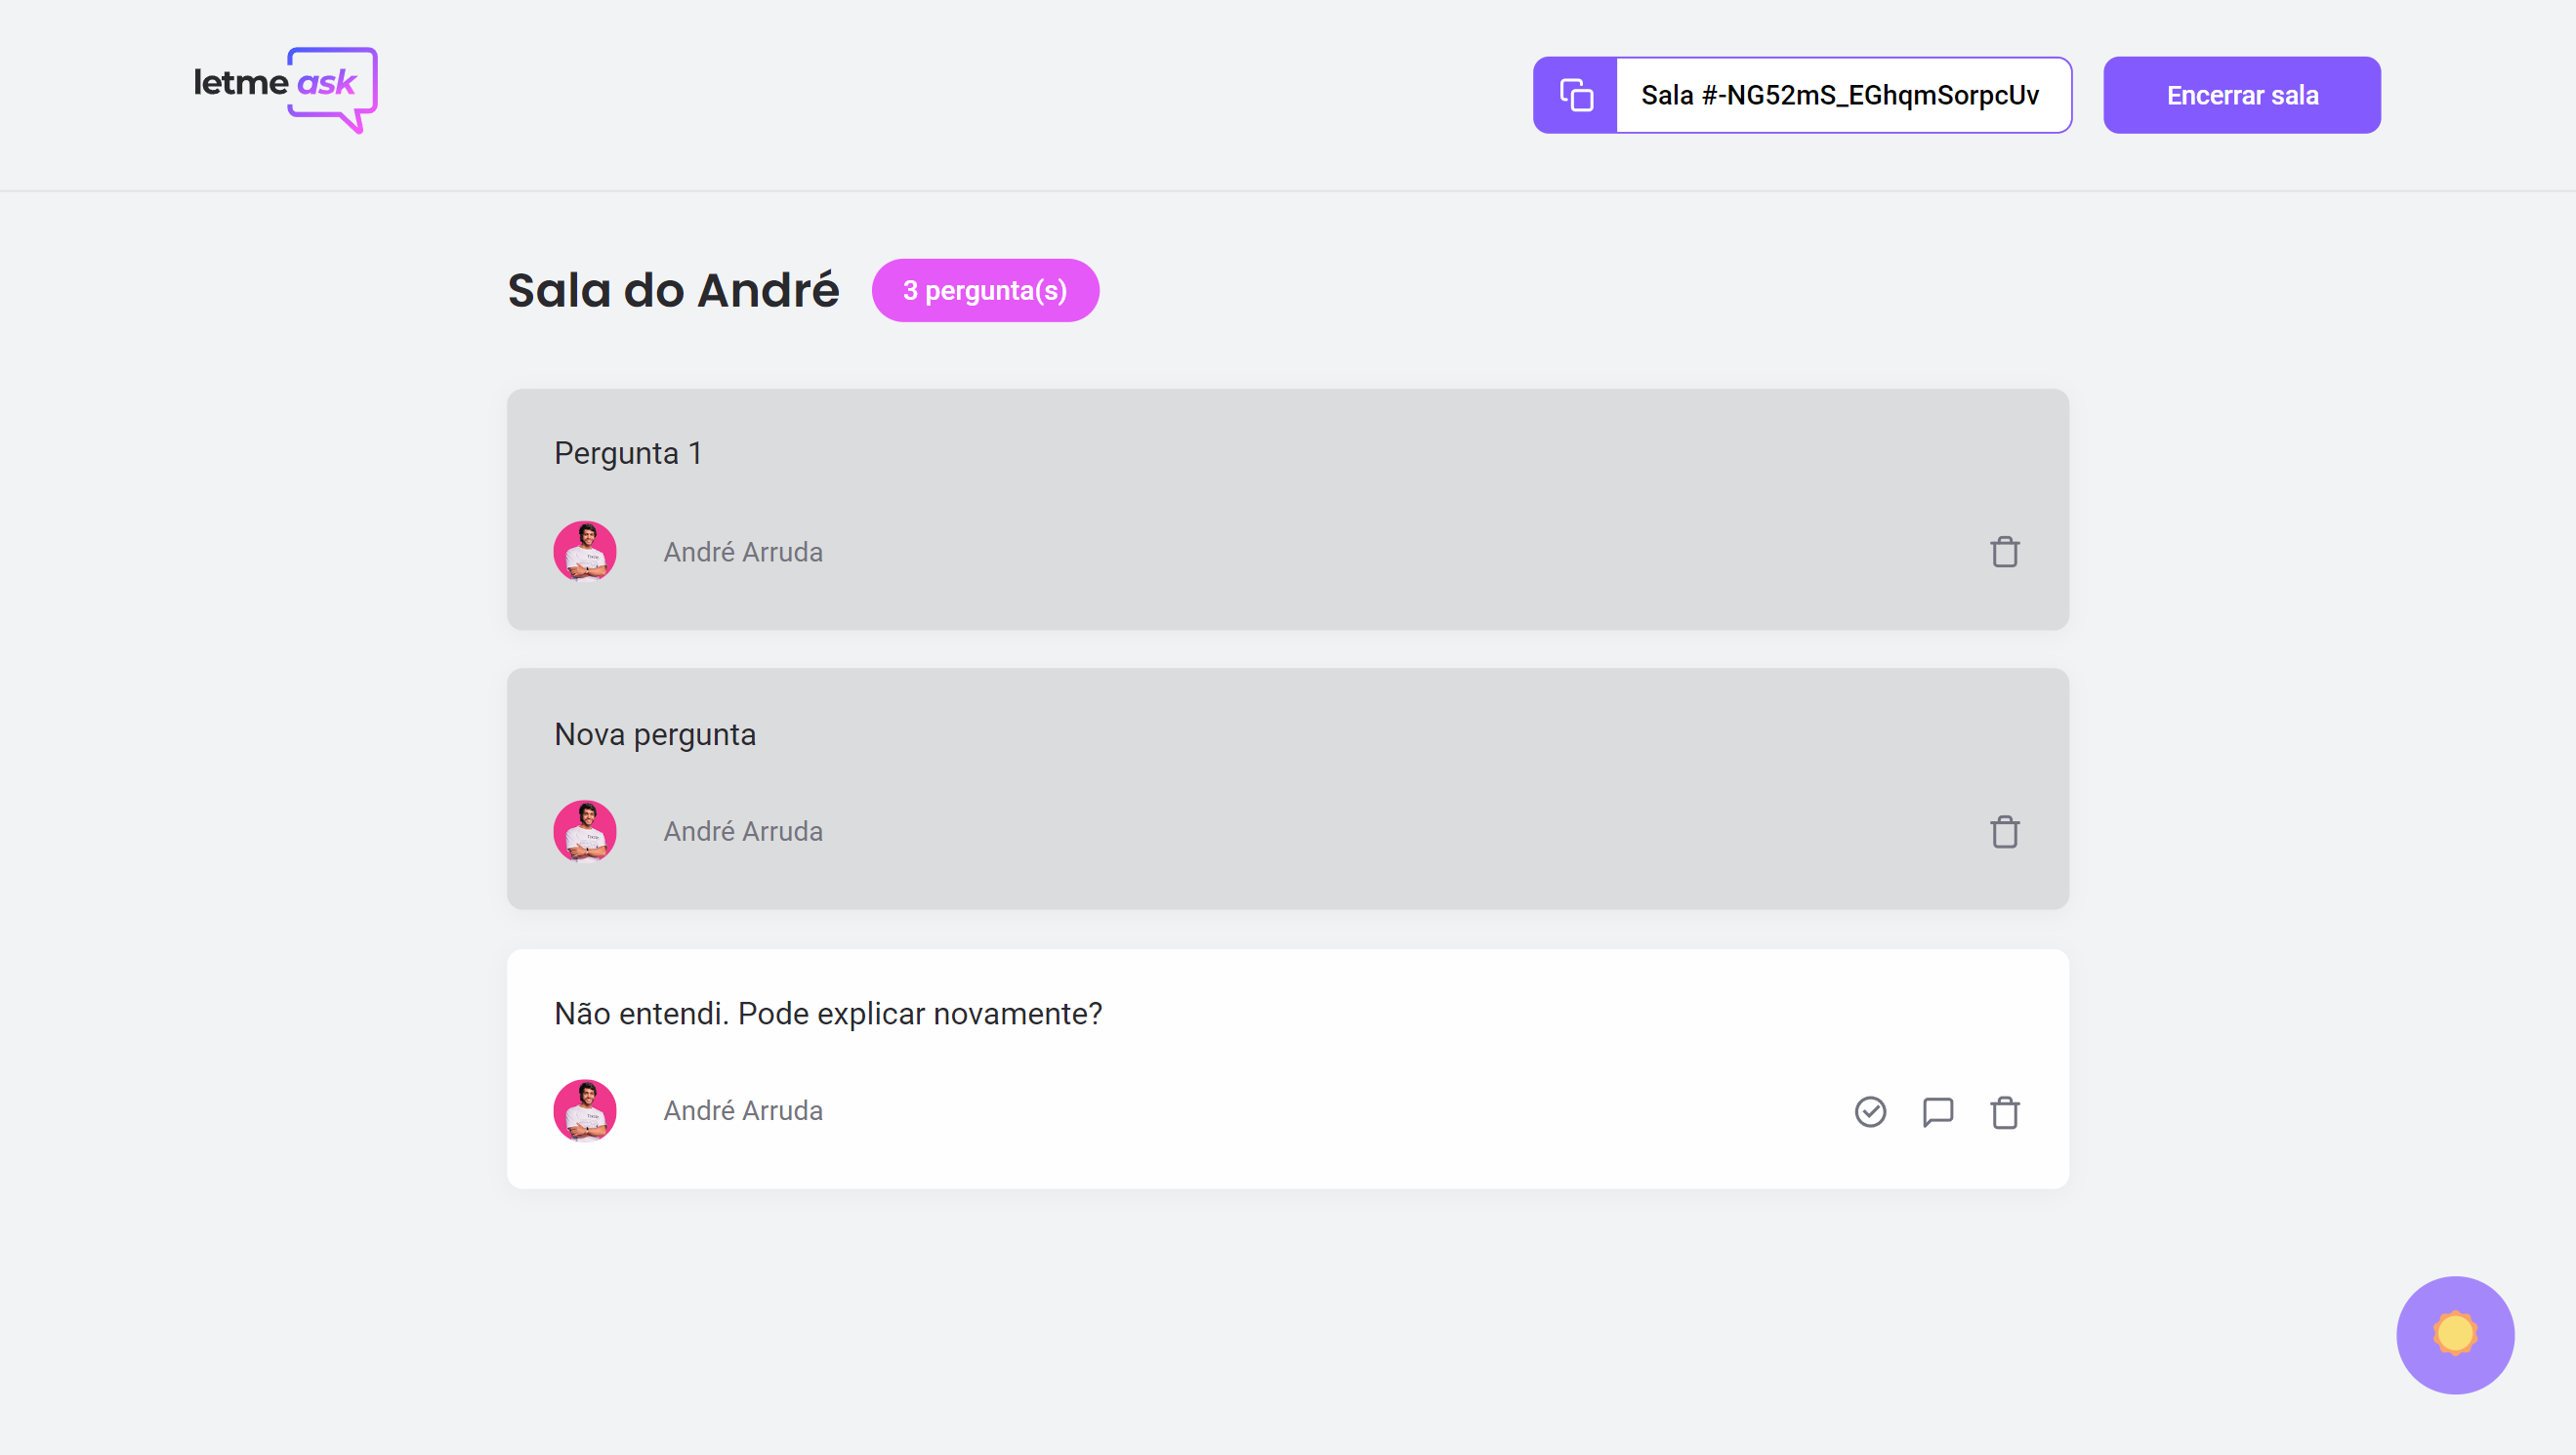 letme ask
Sala #-NG52mS_EGhqmSorpcUv
Encerrar sala
Sala do André
3 pergunta(s)
Pergunta 1
André Arruda
Nova pergunta
André Arruda
Não entendi. Pode explicar novamente?
André Arruda